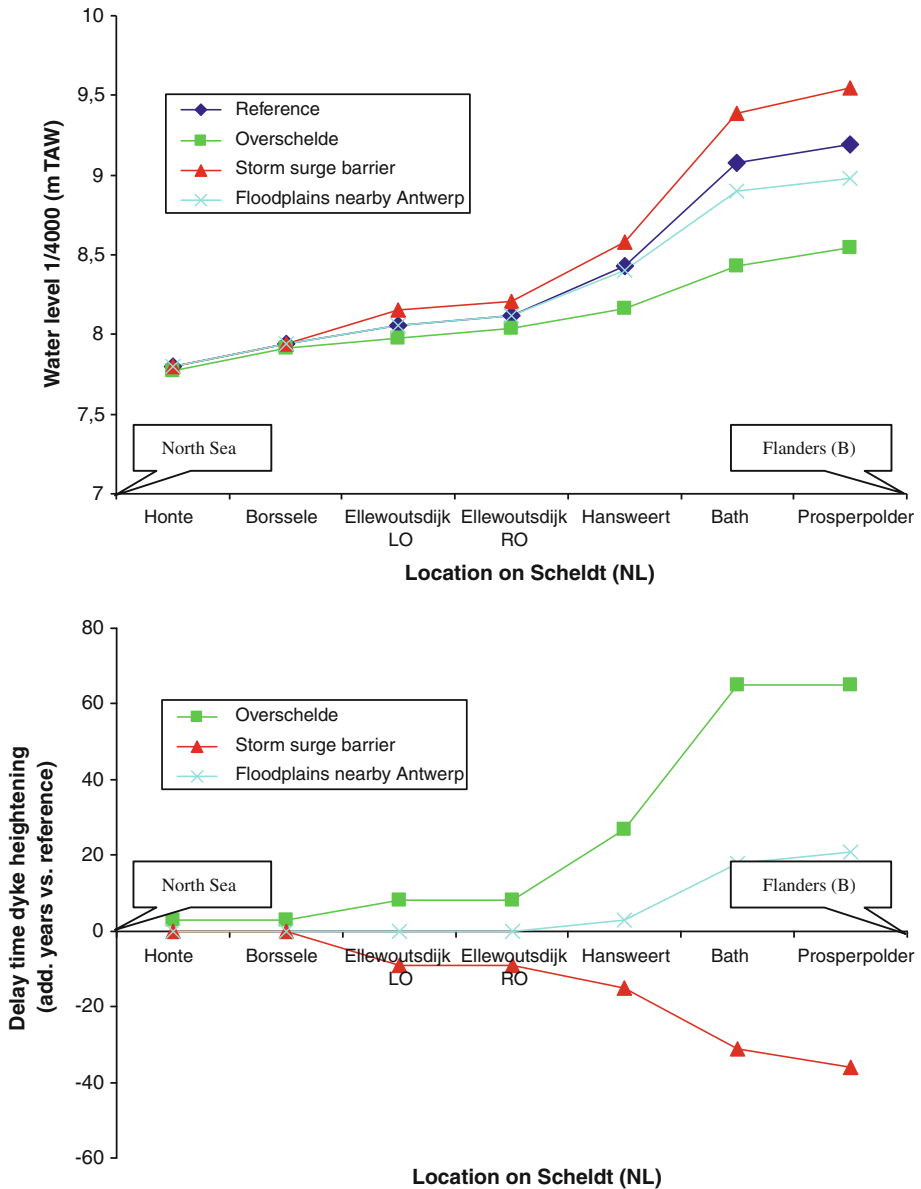 10
9,5
9
8,5
8
7,5
7
Water level 1/4000 (m TAW)
Reference
Overschelde
Storm surge barrier
Floodplains nearby Antwerp
North Sea
Flanders (B)
Honte
Borssele
Ellewoutsdijk
LO
Ellewoutsdijk
RO
Hansweert
Bath
Prosperpolder
Location on Scheldt (NL)
80
60
40
20
0
-20
-40
-60
Delay time dyke heightening
(add. years vs. reference)
Overschelde
Storm surge barrier
Floodplains nearby Antwerp
North Sea
Flanders (B)
Honte
Borssele
Ellewoutsdijk
LO
Ellewoutsdijk
RO
Hansweert
Bath
Prosperpolder
Location on Scheldt (NL)